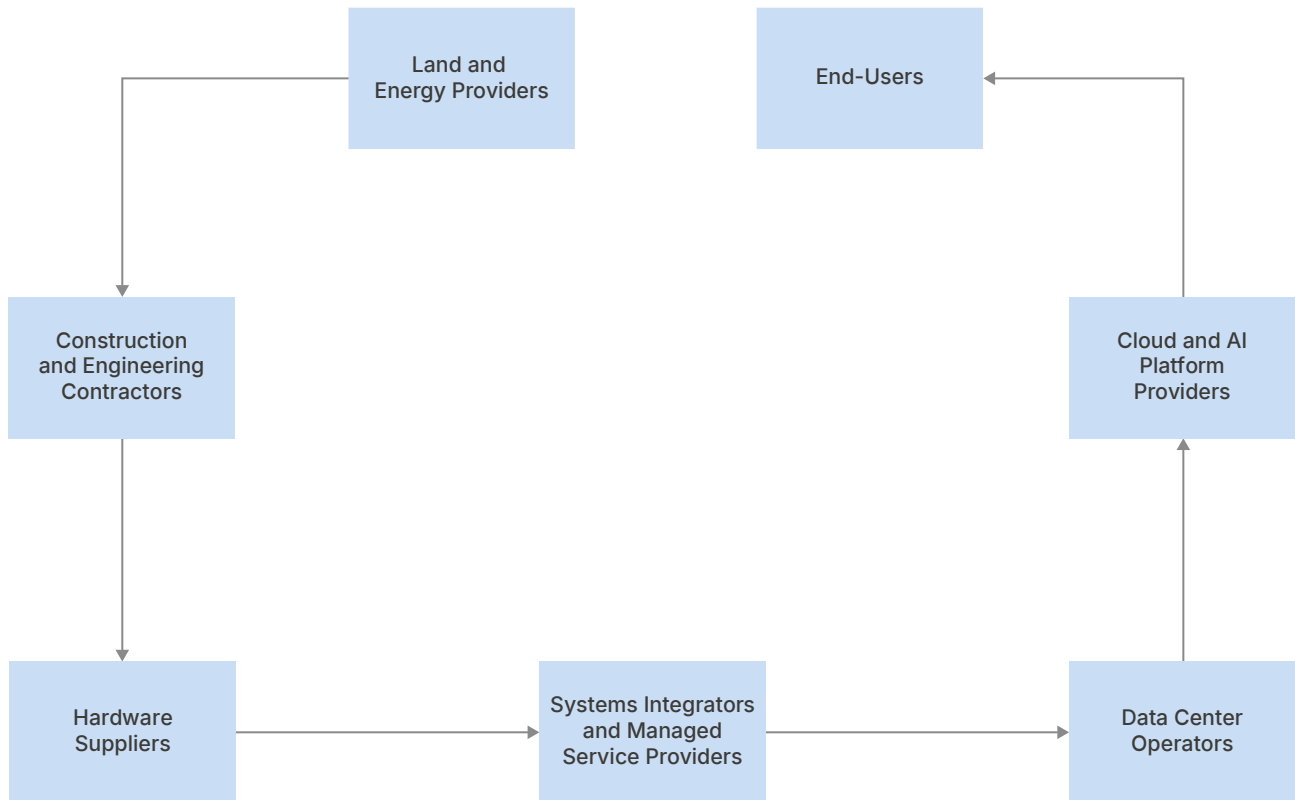 Land and
Energy Providers
End-Users
Construction
and Engineering
Contractors
Cloud and AI
Platform
Providers
Hardware
Suppliers
Systems Integrators
and Managed
Service Providers
Data Center
Operators